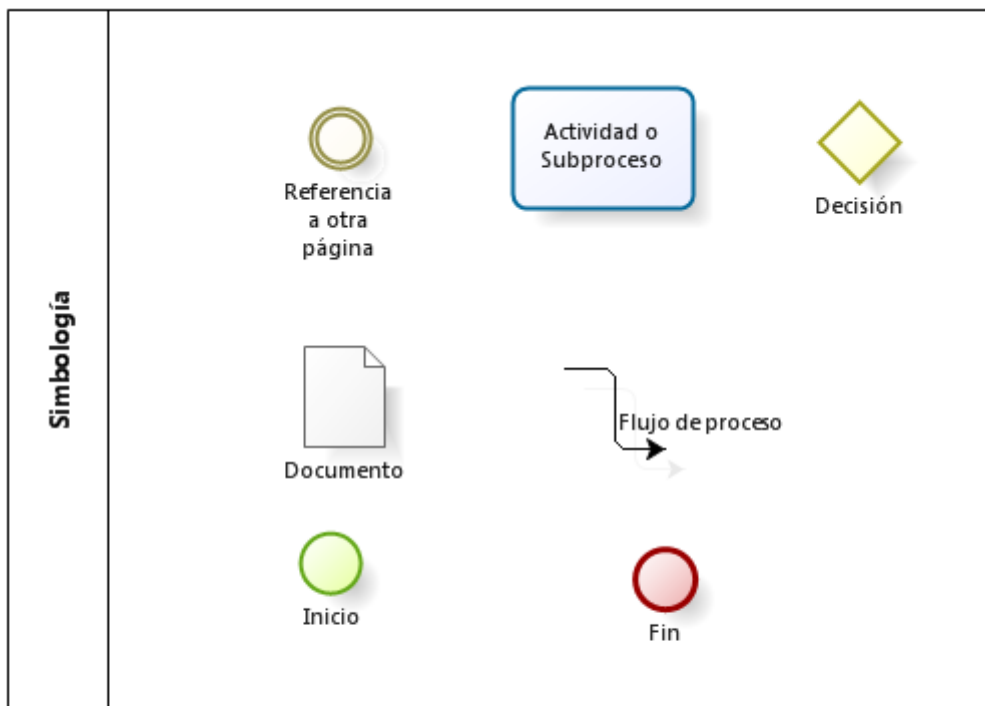 Simbología
Referencia
a otra
página
Actividad o
Subproceso
Decisión
Documento
Flujo de proceso
Inicio
Fin